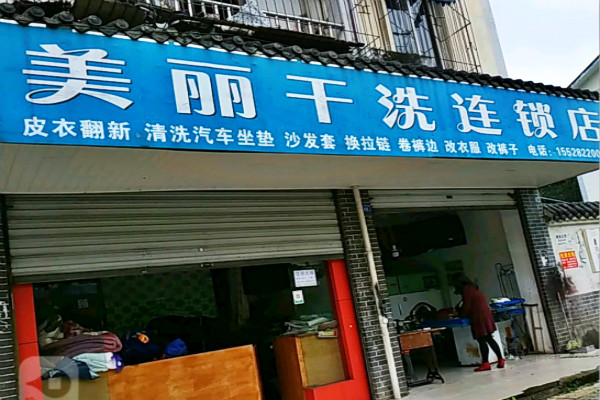 美丽干洗连锁店
皮衣翻新 清洗汽车坐垫 沙发套 换拉链 卷裤边 改衣服 改裤子 电话:155282200